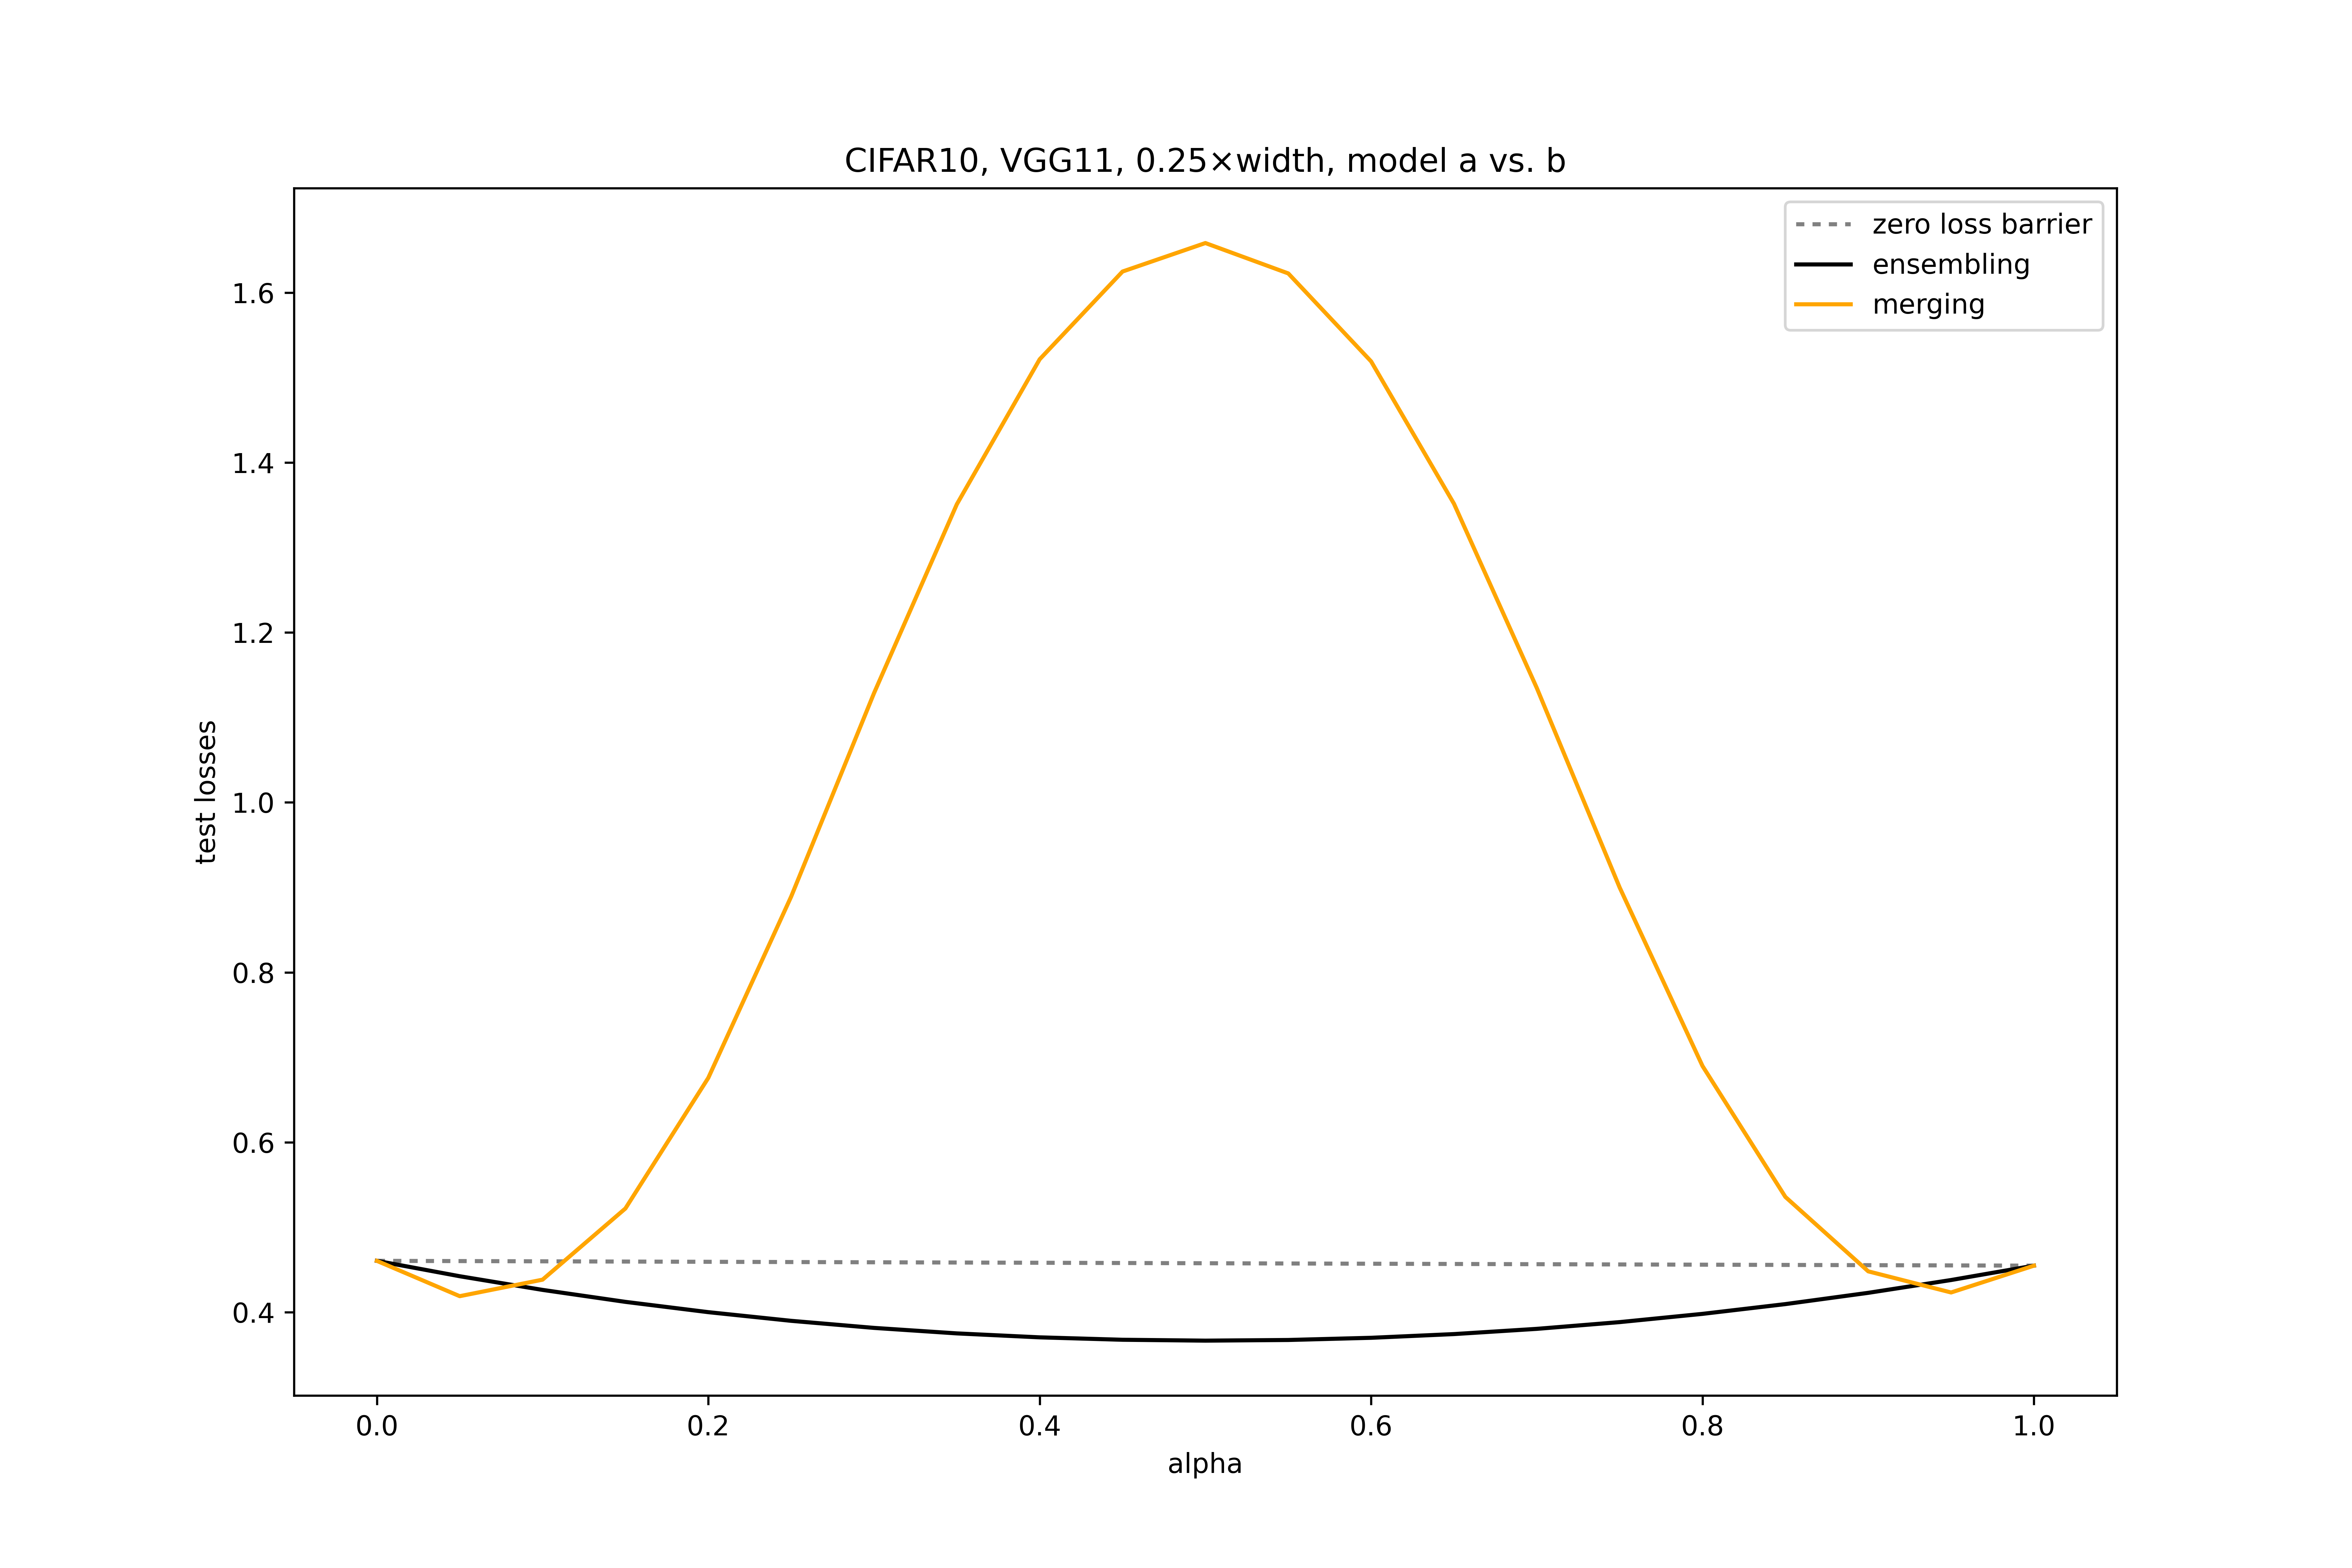 CIFAR10, VGG11, 0.25×width, model a vs. b
zero loss barrier
ensembling
merging
1.6
1.4
1.2
1.0
0.8
0.6
0.4
test losses
0.0 0.2 0.4 0.6 0.8 1.0
alpha